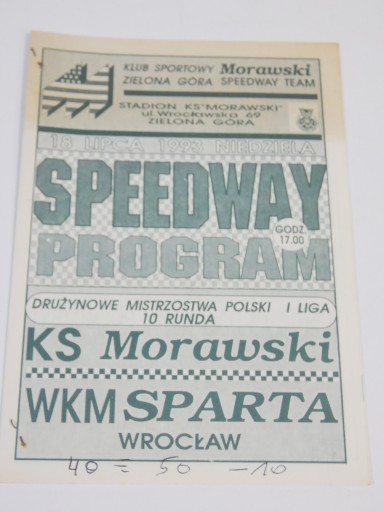 KLUB SPORTOWY Morawski
ZIELONA GÓRA SPEEDWAY TEAM
STADION KS"MORAWSKI"
ul.Wrocławska 69
ZIELONA GÓRA
18 LIPCA 1993 NIEDZIELA
SPEEDWAY
GODZ.
17.00
PROGRAM
DRUŻYNOWE MISTRZOSTWA POLSKI I LIGA
10 RUNDA
KS Morawski
WKM SPARTA
WROCŁAW
40 = 50 -10